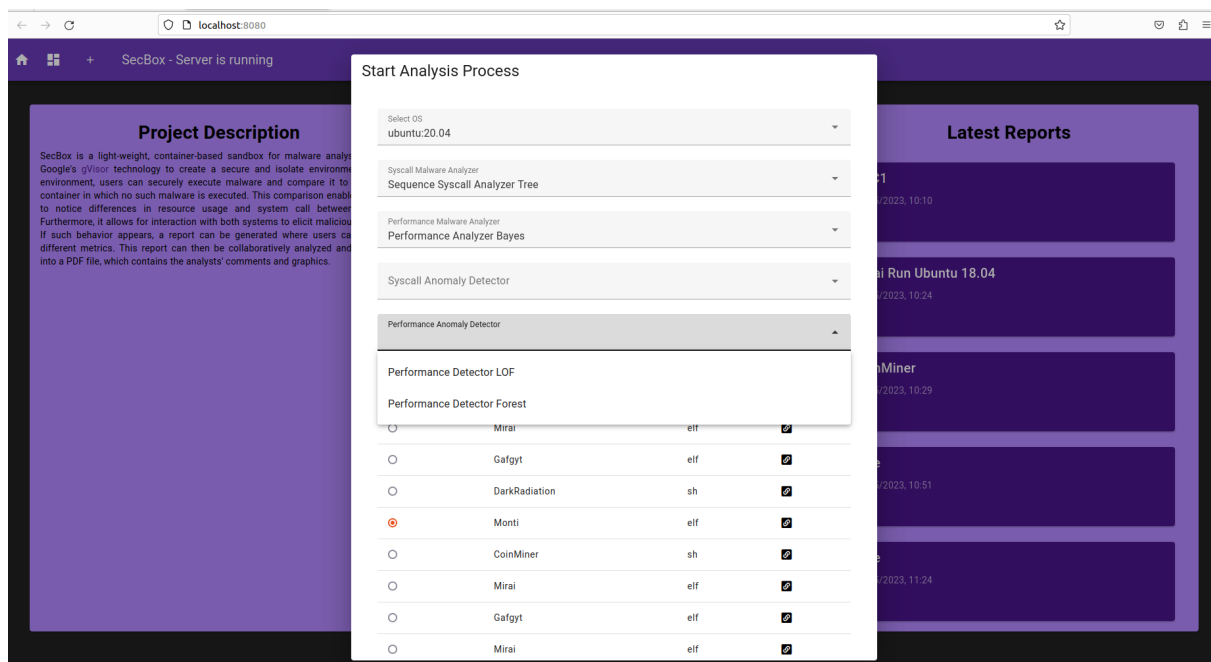 localhost:8080
+ SecBox - Server is running
Project Description
SecBox is a light-weight, container-based sandbox for malware
Google's gVisor technology to create a secure and isolate
environment, users can securely execute malware and compare it to
container in which no such malware is executed. This comparison
to notice differences in resource usage and system call between
Furthermore, it allows for interaction with both systems to elicit
If such behavior appears, a report can be generated where users
different metrics. This report can then be collaboratively analyzed and
into a PDF file, which contains the analysts' comments and graphics.
Start Analysis Process
Select OS
ubuntu:20.04
Syscall Malware Analyzer
Sequence Syscall Analyzer Tree
Performance Malware Analyzer
Performance Analyzer Bayes
Syscall Anomaly Detector
Performance Anomaly Detector
Performance Detector LOF
Performance Detector Forest
Mirai elf
Gafgyt elf
DarkRadiation sh
Monti elf
CoinMiner sh
Mirai elf
Gafgyt elf
Mirai elf
Latest Reports
/2023, 10:10
Run Ubuntu 18.04
/2023, 10:24
Miner
/2023, 10:29
/2023, 10:51
/2023, 11:24